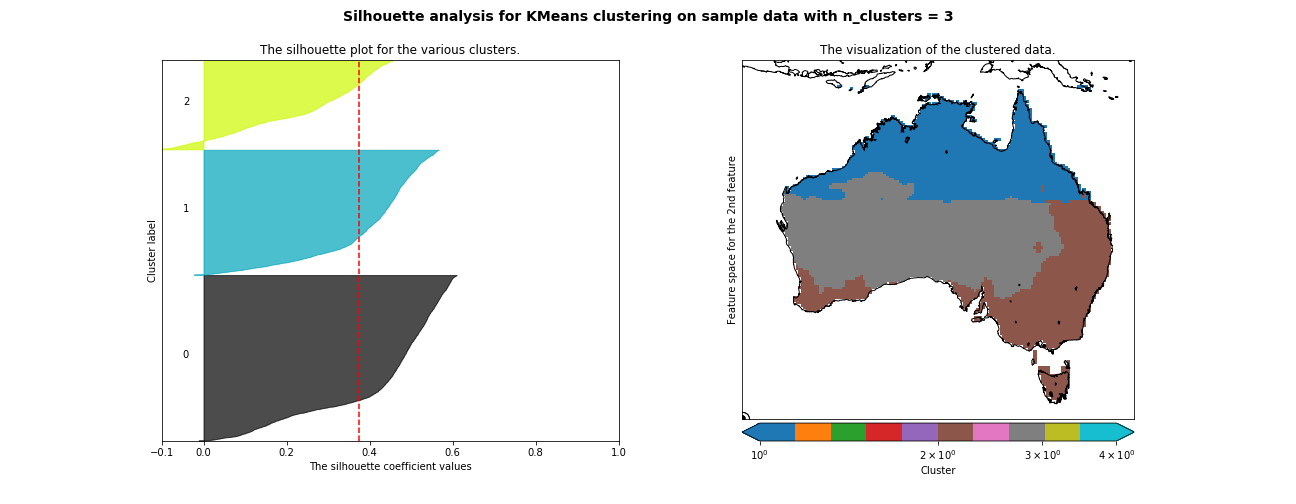 Silhouette analysis for KMeans clustering on sample data with n_clusters = 3
The silhouette plot for the various clusters.
2
1
0
Cluster label
−0.1 0.0 0.2 0.4 0.6 0.8 1.0
The silhouette coefficient values
The visualization of the clustered data.
Feature space for the 2nd feature
10⁰ 2 × 10⁰ 3 × 10⁰ 4 × 10⁰
Cluster